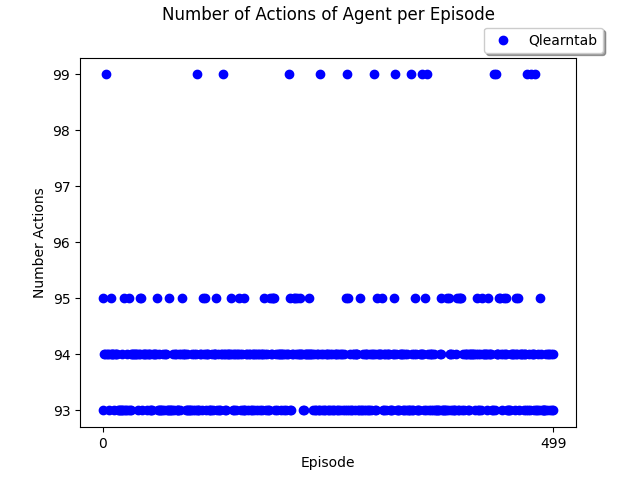 Number of Actions of Agent per Episode
Qlearntab
99
98
97
96
95
94
93
Number Actions
0
499
Episode